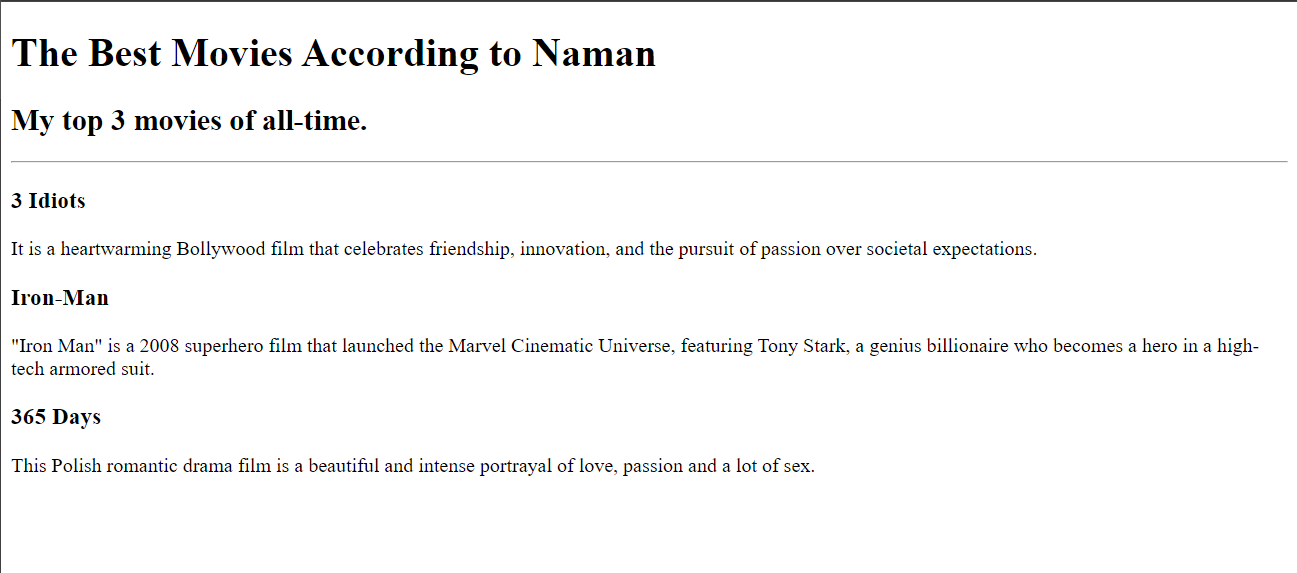 The Best Movies According to Naman
My top 3 movies of all-time.
3 Idiots
It is a heartwarming Bollywood film that celebrates friendship, innovation, and the pursuit of passion over societal expectations.
Iron-Man
"Iron Man" is a 2008 superhero film that launched the Marvel Cinematic Universe, featuring Tony Stark, a genius billionaire who becomes a hero in a high-
tech armored suit.
365 Days
This Polish romantic drama film is a beautiful and intense portrayal of love, passion and a lot of sex.